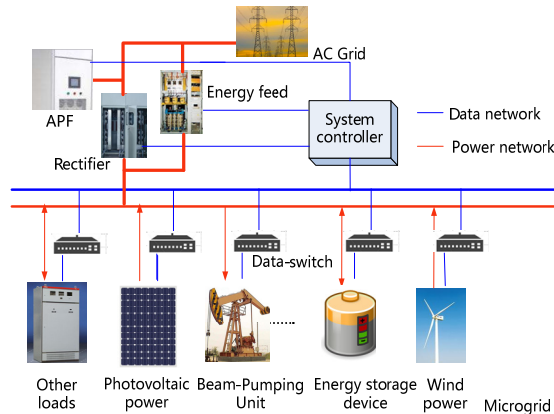 AC Grid
APF
Energy feed
Rectifier
System
controller
Data network
Power network
Data-switch
Other
loads
Photovoltaic
power
Beam-Pumping
Unit
Energy storage
device
Wind
power
Microgrid